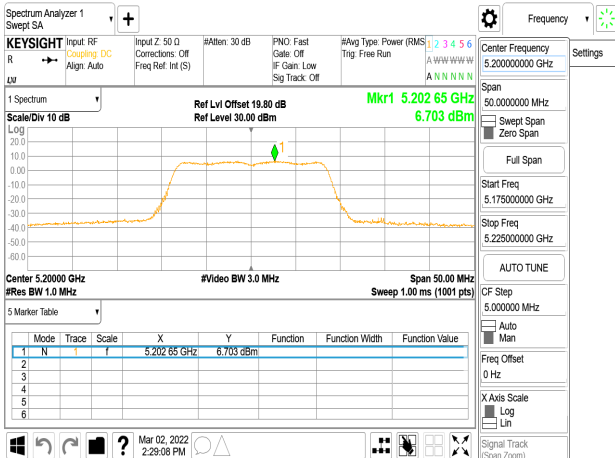 Spectrum Analyzer 1
Swept SA
Frequency
Settings
KEYSIGHT
R
LXI
Input: RF
Coupling: DC
Align: Auto
Input Z: 50 Ω
Corrections: Off
Freq Ref: Int (S)
#Atten: 30 dB
PNO: Fast
Gate: Off
IF Gain: Low
Sig Track: Off
#Avg Type: Power (RMS
Trig: Free Run
1 2 3 4 5 6
A W W W W W
A N N N N N
1 Spectrum
Scale/Div 10 dB
Ref Lvl Offset 19.80 dB
Ref Level 30.00 dBm
Mkr1 5.202 65 GHz
6.703 dBm
Log
20.0
10.0
0.00
-10.0
-20.0
-30.0
-40.0
-50.0
-60.0
1
Center 5.20000 GHz
#Res BW 1.0 MHz
#Video BW 3.0 MHz
Span 50.00 MHz
Sweep 1.00 ms (1001 pts)
5 Marker Table
Mode Trace Scale X Y Function Function Width Function Value
1 N 1 f 5.202 65 GHz 6.703 dBm
2
3
4
5
6
Mar 02, 2022
2:29:08 PM
Center Frequency
5.200000000 GHz
Span
50.0000000 MHz
Swept Span
Zero Span
Full Span
Start Freq
5.175000000 GHz
Stop Freq
5.225000000 GHz
AUTO TUNE
CF Step
5.000000 MHz
Auto
Man
Freq Offset
0 Hz
X Axis Scale
Log
Lin
Signal Track
(Span Zoom)